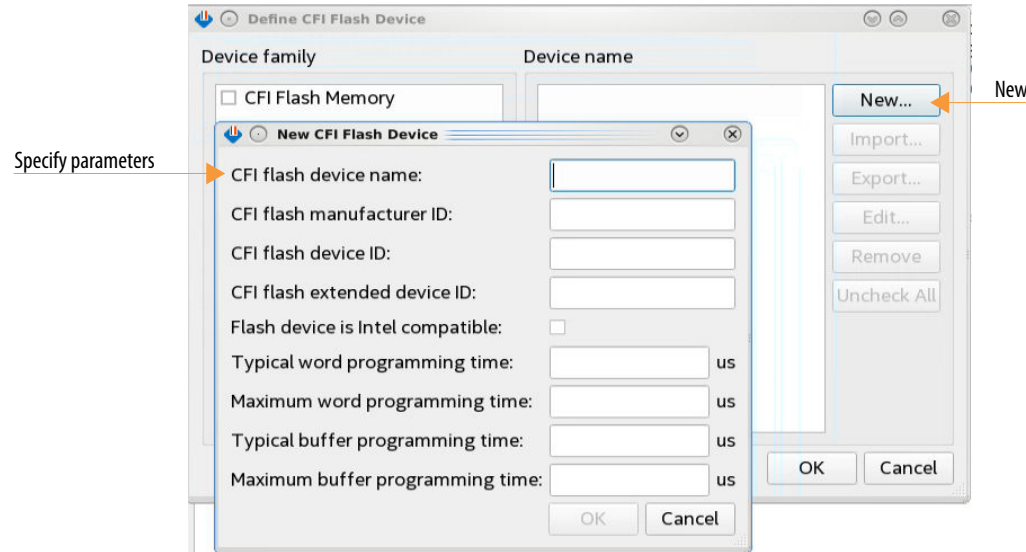 Define CFI Flash Device
Device family
Device name
CFI Flash Memory
New...
New
Import...
Export...
Edit...
Remove
Uncheck All
New CFI Flash Device
Specify parameters
CFI flash device name:
CFI flash manufacturer ID:
CFI flash device ID:
CFI flash extended device ID:
Flash device is Intel compatible:
Typical word programming time: us
Maximum word programming time: us
Typical buffer programming time: us
Maximum buffer programming time: us
OK Cancel
OK Cancel